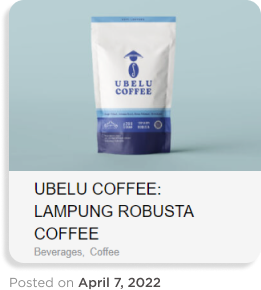 UBELU
COFFEE
UBELU COFFEE:
LAMPUNG ROBUSTA
COFFEE
Beverages, Coffee
Posted on April 7, 2022